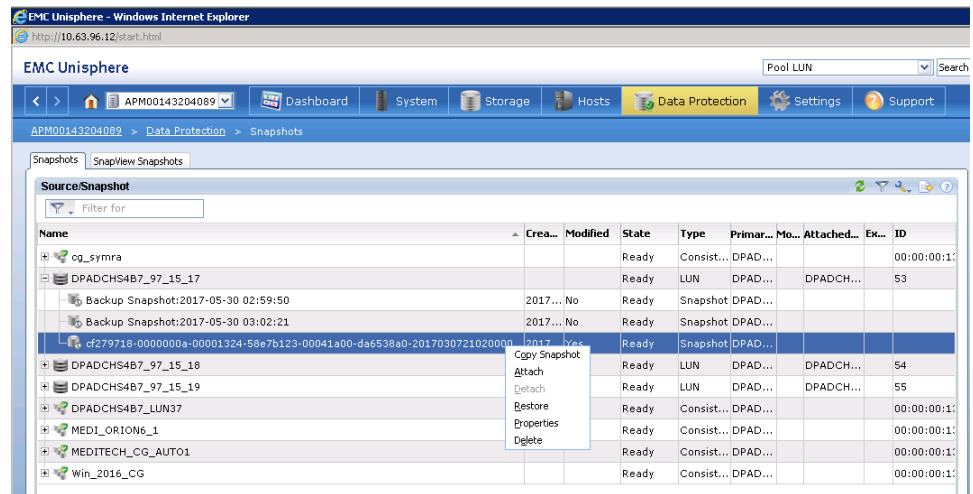 EMC Unisphere - Windows Internet Explorer
http://10.63.96.12/start.html
EMC Unisphere
Pool LUN
Search
APM00143204089
Dashboard
System
Storage
Hosts
Data Protection
Settings
Support
APM00143204089 > Data Protection > Snapshots
Snapshots
SnapView Snapshots
Source/Snapshot
Filter for
Name Crea... Modified State Type Primar... Mo... Attached... Ex... ID
cg_symra Ready Consist... DPAD... 00:00:00:1
DPADCHS4B7_97_15_17 Ready LUN DPAD... DPADCH... 53
Backup Snapshot:2017-05-30 02:59:50 2017... No Ready Snapshot DPAD...
Backup Snapshot:2017-05-30 03:02:21 2017... No Ready Snapshot DPAD...
cf279718-0000000a-00001324-58e7b123-00041a00-da6538a0-2017030721020000 2017... Yes Ready Snapshot DPAD...
Copy Snapshot
Attach
Detach
Restore
Properties
Delete
DPADCHS4B7_97_15_18 Ready LUN DPAD... DPADCH... 54
DPADCHS4B7_97_15_19 Ready LUN DPAD... DPADCH... 55
DPADCHS4B7_LUN37 Ready Consist... DPAD... 00:00:00:1
MEDI_ORION6_1 Ready Consist... DPAD... 00:00:00:1
MEDITECH_CG_AUTO1 Ready Consist... DPAD... 00:00:00:1
Win_2016_CG Ready Consist... DPAD... 00:00:00:1